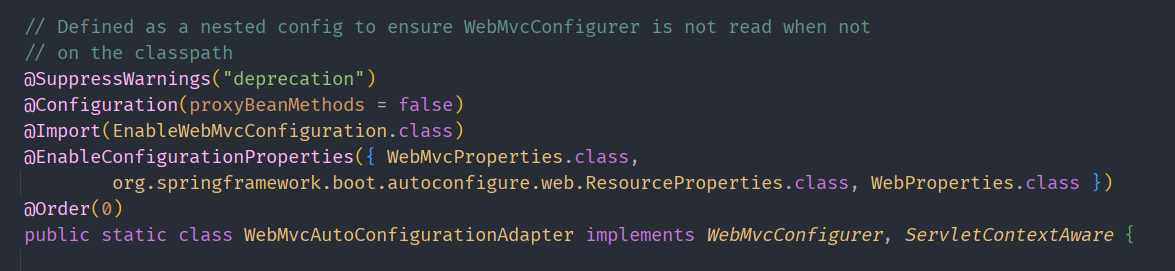 // Defined as a nested config to ensure WebMvcConfigurer is not read when not
// on the classpath
@SuppressWarnings("deprecation")
@Configuration(proxyBeanMethods = false)
@Import(EnableWebMvcConfiguration.class)
@EnableConfigurationProperties({ WebMvcProperties.class,
        org.springframework.boot.autoconfigure.web.ResourceProperties.class, WebProperties.class })
@Order(0)
public static class WebMvcAutoConfigurationAdapter implements WebMvcConfigurer, ServletContextAware {